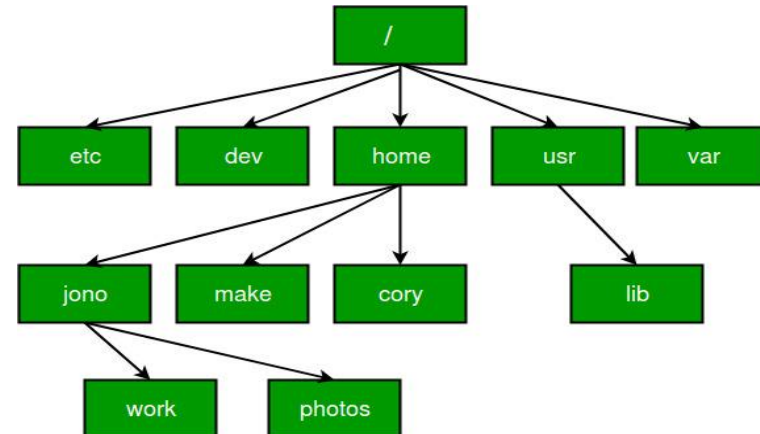 /
etc
dev
home
usr
var
jono
make
cory
lib
work
photos